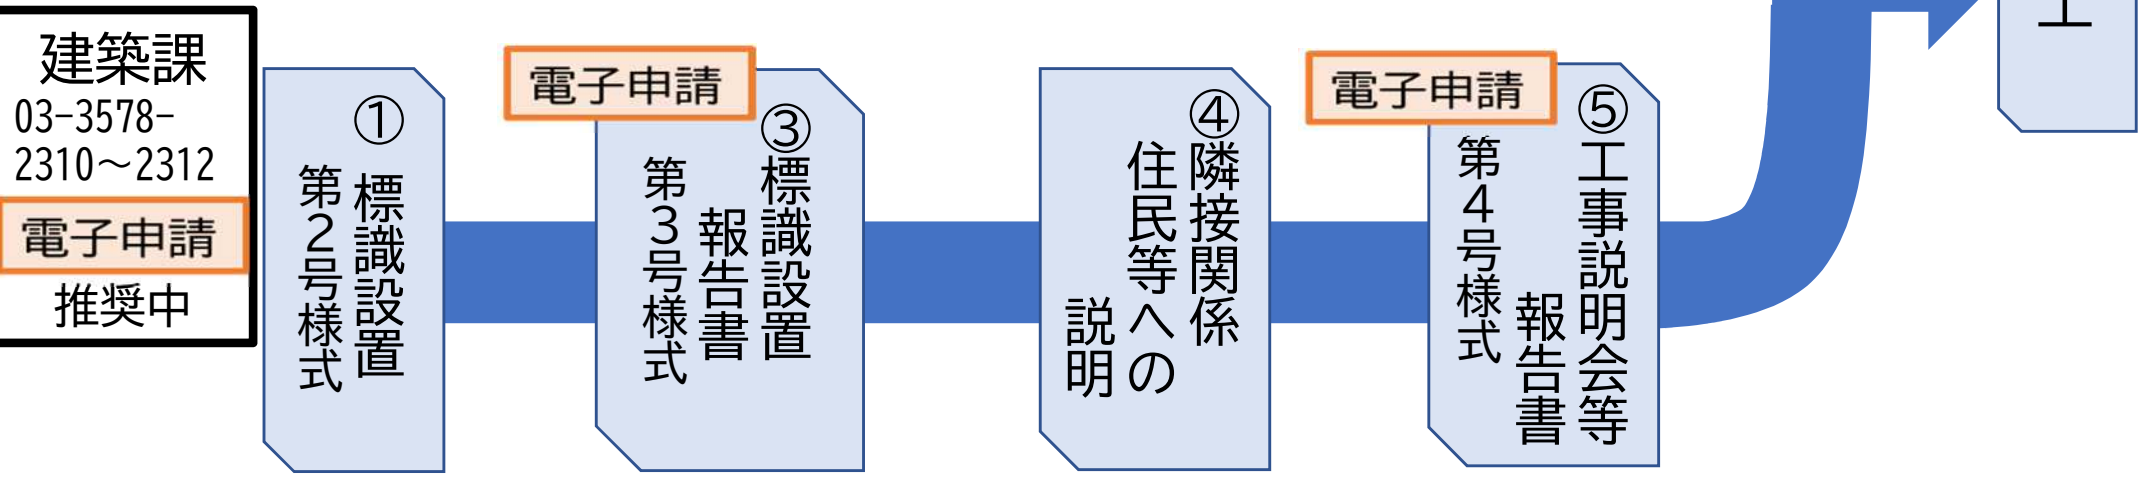 建築課
03-3578-
2310～2312
電子申請
推奨中
① 標識設置
第２号様式
電子申請
③標識設置
報告書
第３号様式
④隣接関係
住民等への
説明
電子申請
⑤工事説明会等
報告書
第４号様式